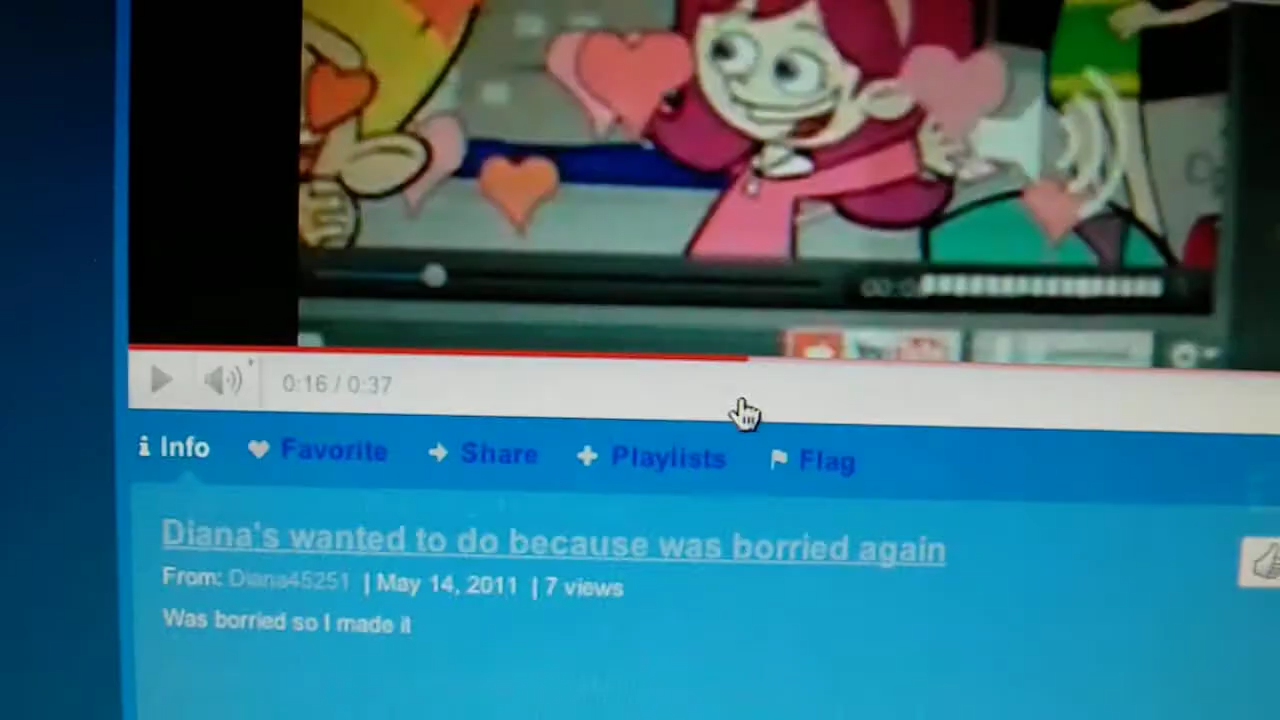 0:16 / 0:37
Info Favorite Share Playlists Flag
Diana's wanted to do because was borried again
From: Diana45251 | May 14, 2011 | 7 views
Was borried so I made it